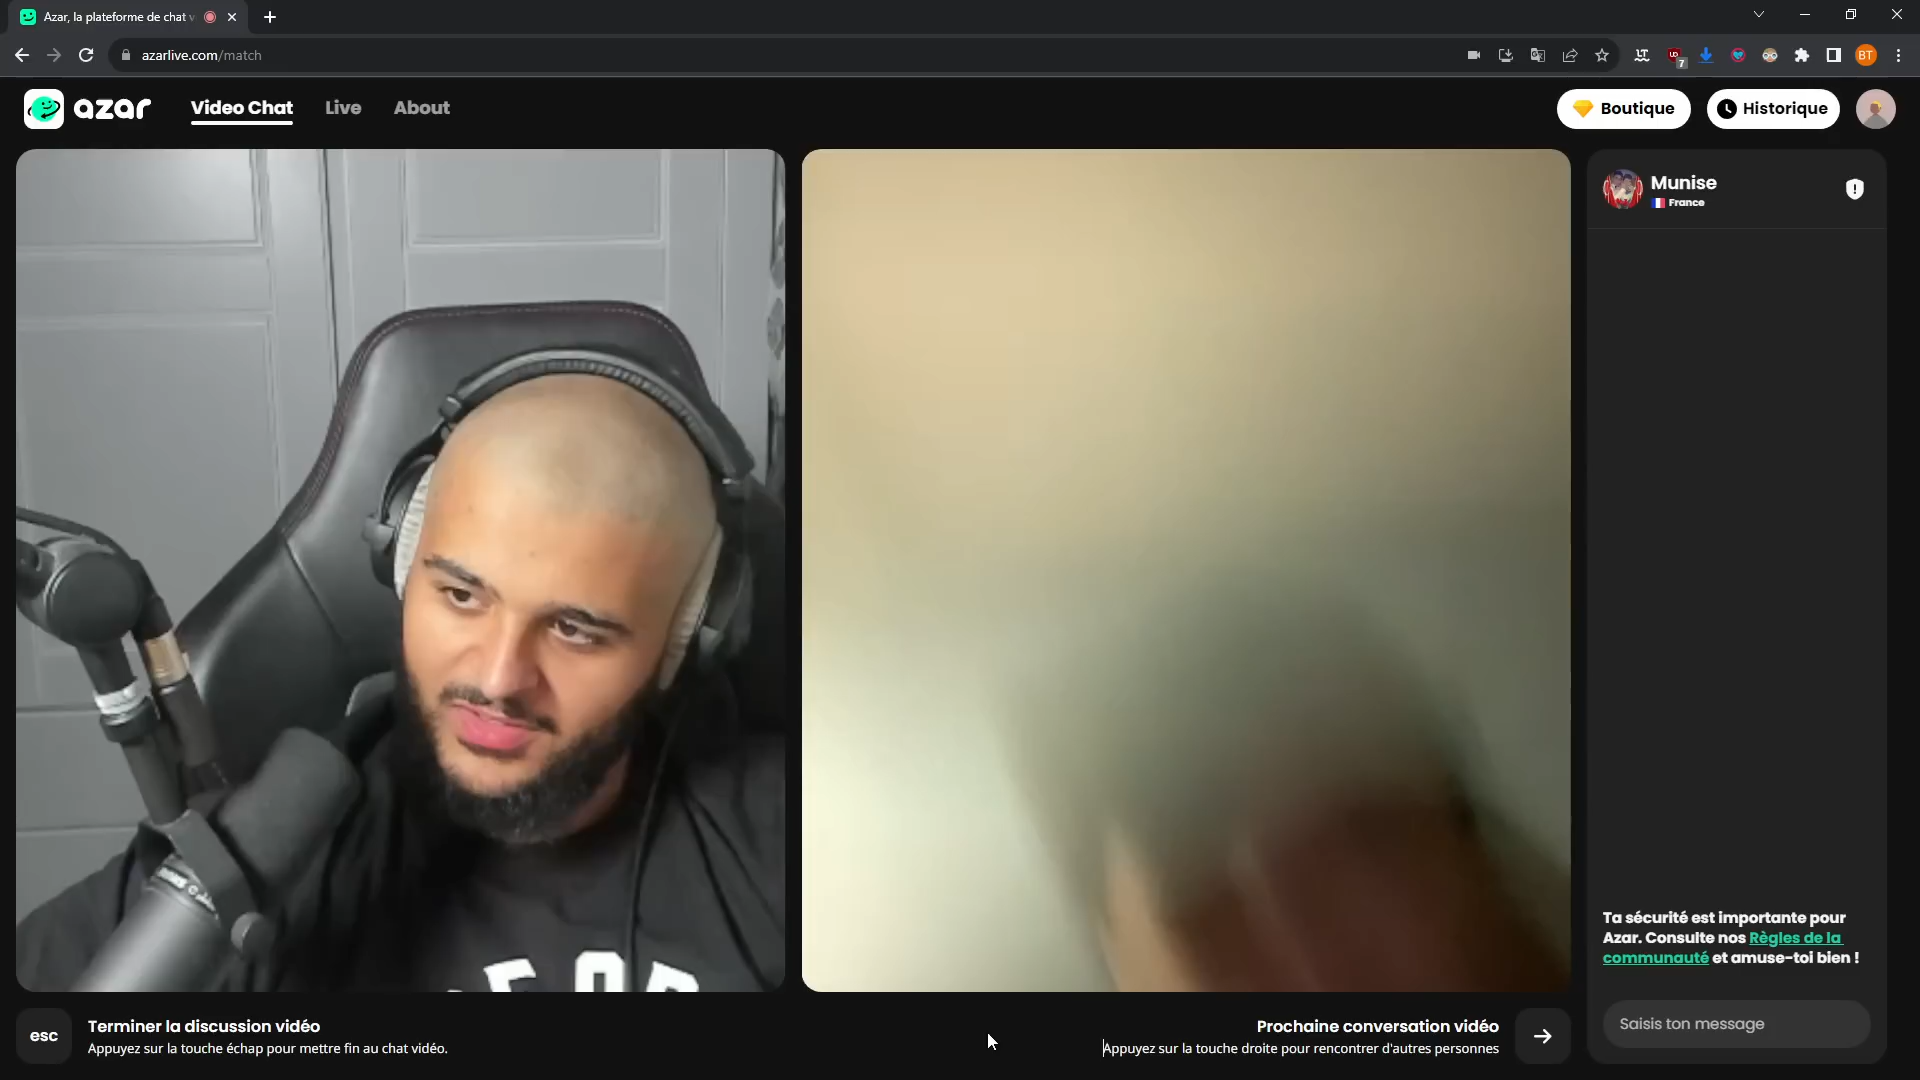 Azar, la plateforme de chat v
azarlive.com/match
7
BT
azar
Video Chat
Live
About
Boutique
Historique
Munise
France
Ta sécurité est importante pour
Azar. Consulte nos Règles de la
communauté et amuse-toi bien !
Saisis ton message
esc
Terminer la discussion vidéo
Appuyez sur la touche échap pour mettre fin au chat vidéo.
Prochaine conversation vidéo
Appuyez sur la touche droite pour rencontrer d'autres personnes